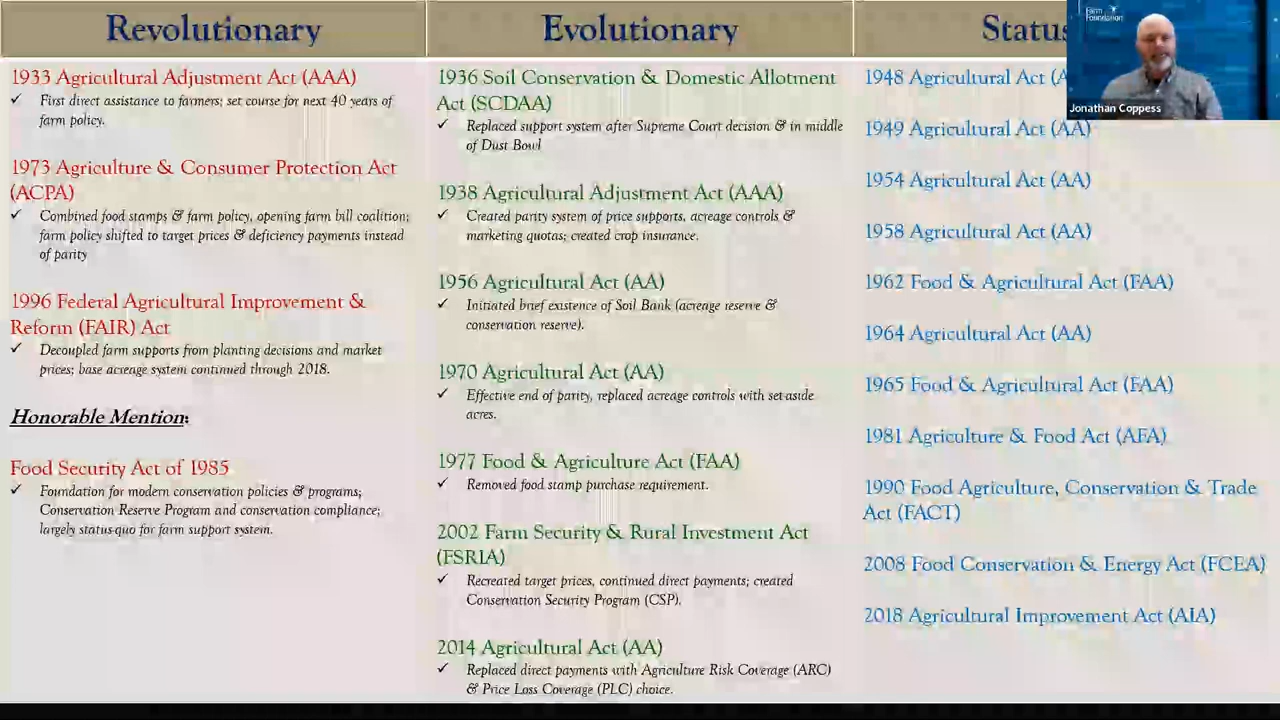 Revolutionary
1933 Agricultural Adjustment Act (AAA)
✓ First direct assistance to farmers; set course for next 40 years of
farm policy.
1973 Agriculture & Consumer Protection Act
(ACPA)
✓ Combined food stamps & farm policy, opening farm bill coalition;
farm policy shifted to target prices & deficiency payments instead
of parity
1996 Federal Agricultural Improvement &
Reform (FAIR) Act
✓ Decoupled farm supports from planting decisions and market
prices; base acreage system continued through 2018.
Honorable Mention:
Food Security Act of 1985
✓ Foundation for modern conservation policies & programs;
Conservation Reserve Program and conservation compliance;
largely status-quo for farm support system.
Evolutionary
1936 Soil Conservation & Domestic Allotment
Act (SCDAA)
✓ Replaced support system after Supreme Court decision & in middle
of Dust Bowl
1938 Agricultural Adjustment Act (AAA)
✓ Created parity system of price supports, acreage controls &
marketing quotas; created crop insurance.
1956 Agricultural Act (AA)
✓ Initiated brief existence of Soil Bank (acreage reserve &
conservation reserve).
1970 Agricultural Act (AA)
✓ Effective end of parity, replaced acreage controls with set-aside
acres.
1977 Food & Agriculture Act (FAA)
✓ Removed food stamp purchase requirement.
2002 Farm Security & Rural Investment Act
(FSRIA)
✓ Recreated target prices, continued direct payments; created
Conservation Security Program (CSP).
2014 Agricultural Act (AA)
✓ Replaced direct payments with Agriculture Risk Coverage (ARC)
& Price Loss Coverage (PLC) choice.
Status
1948 Agricultural Act (A
1949 Agricultural Act (AA)
1954 Agricultural Act (AA)
1958 Agricultural Act (AA)
1962 Food & Agricultural Act (FAA)
1964 Agricultural Act (AA)
1965 Food & Agricultural Act (FAA)
1981 Agriculture & Food Act (AFA)
1990 Food Agriculture, Conservation & Trade
Act (FACT)
2008 Food Conservation & Energy Act (FCEA)
2018 Agricultural Improvement Act (AIA)
Farm
Foundation
Jonathan Coppess